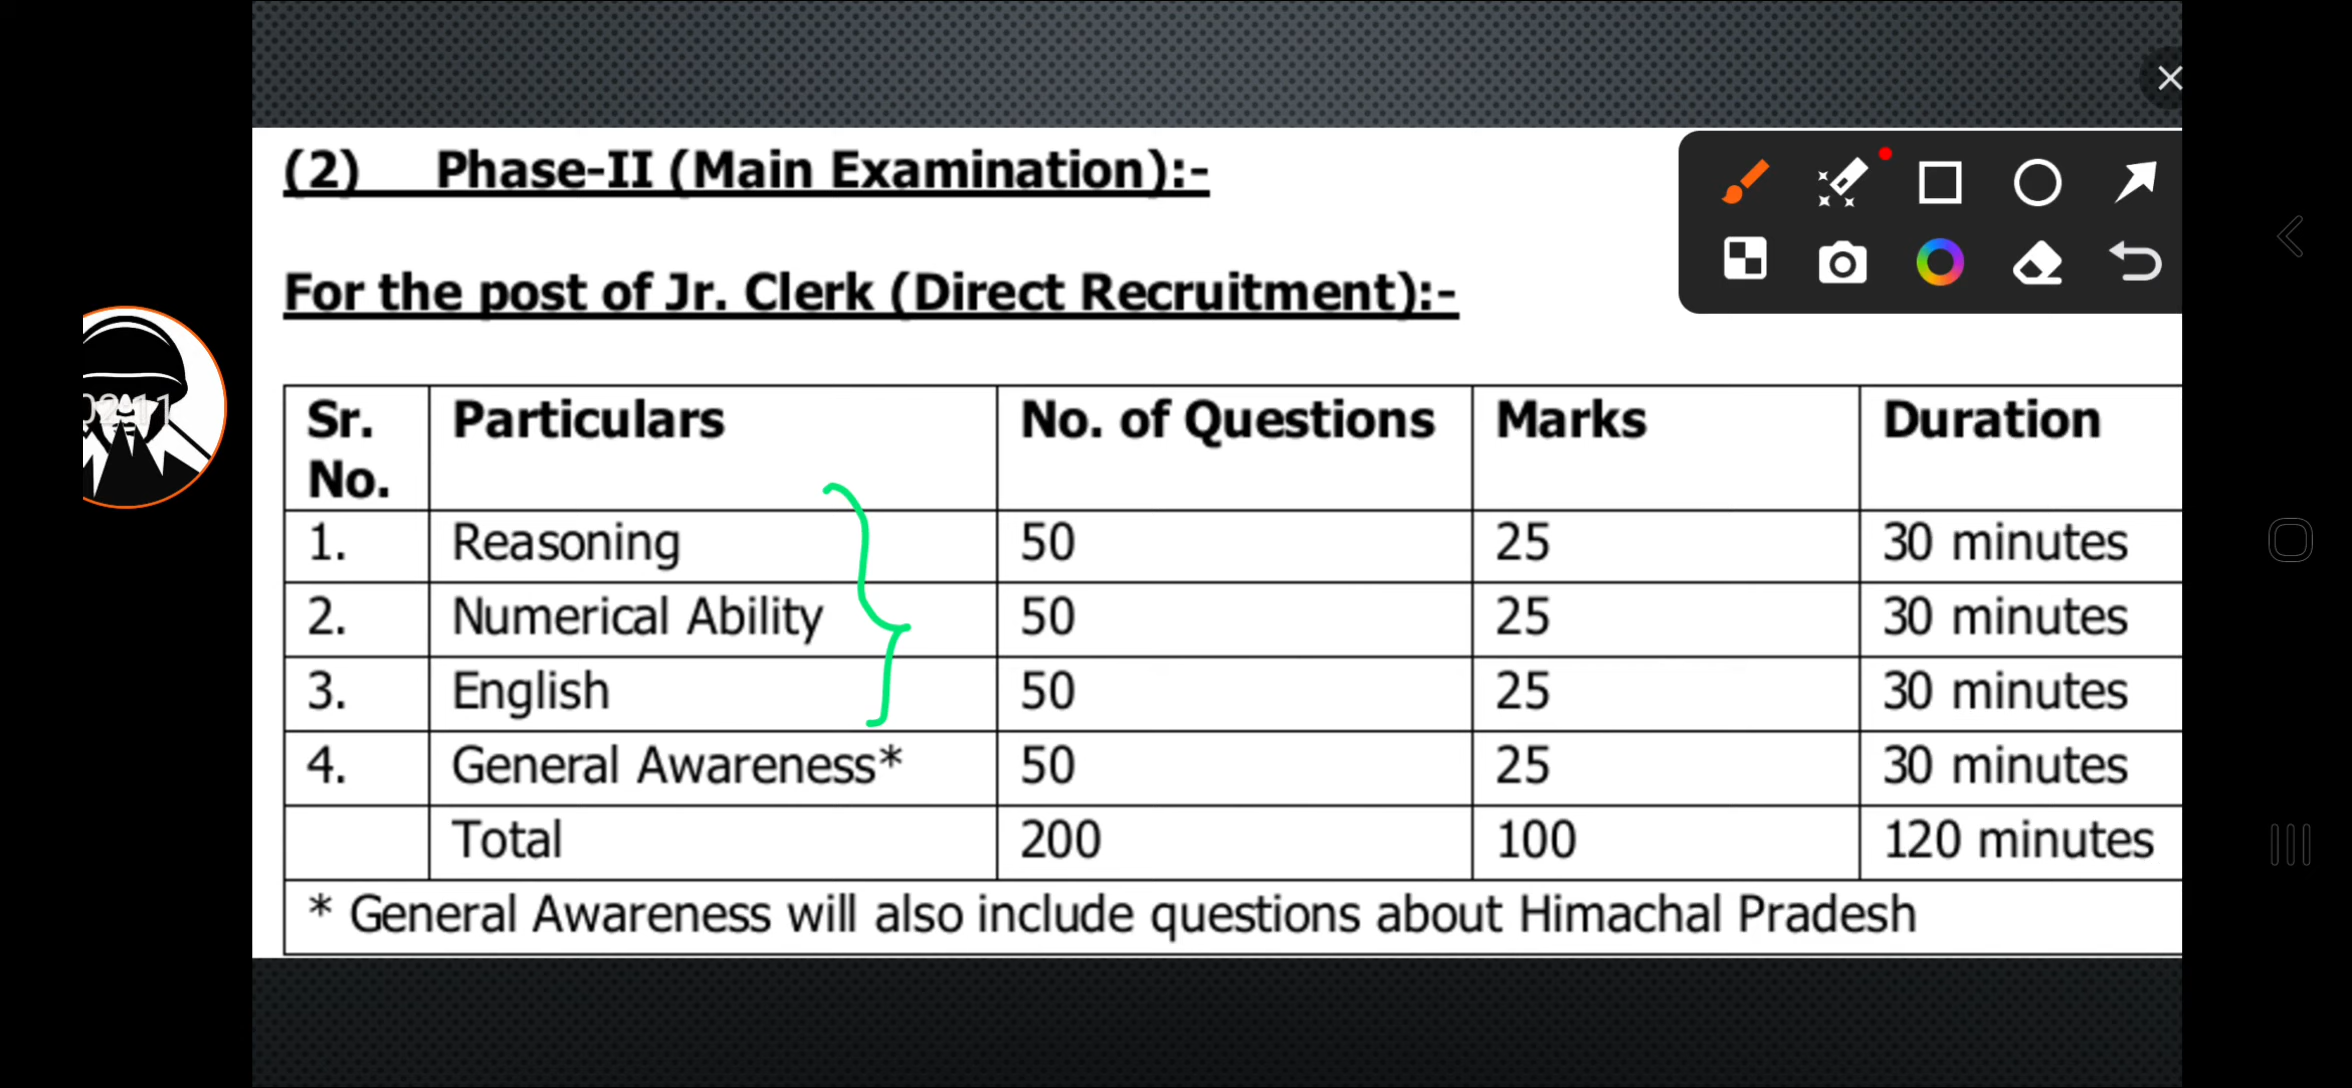 (2) Phase-II (Main Examination):-
For the post of Jr. Clerk (Direct Recruitment):-
Sr. No. Particulars No. of Questions Marks Duration
1. Reasoning 50 25 30 minutes
2. Numerical Ability 50 25 30 minutes
3. English 50 25 30 minutes
4. General Awareness* 50 25 30 minutes
Total 200 100 120 minutes
* General Awareness will also include questions about Himachal Pradesh
02:11